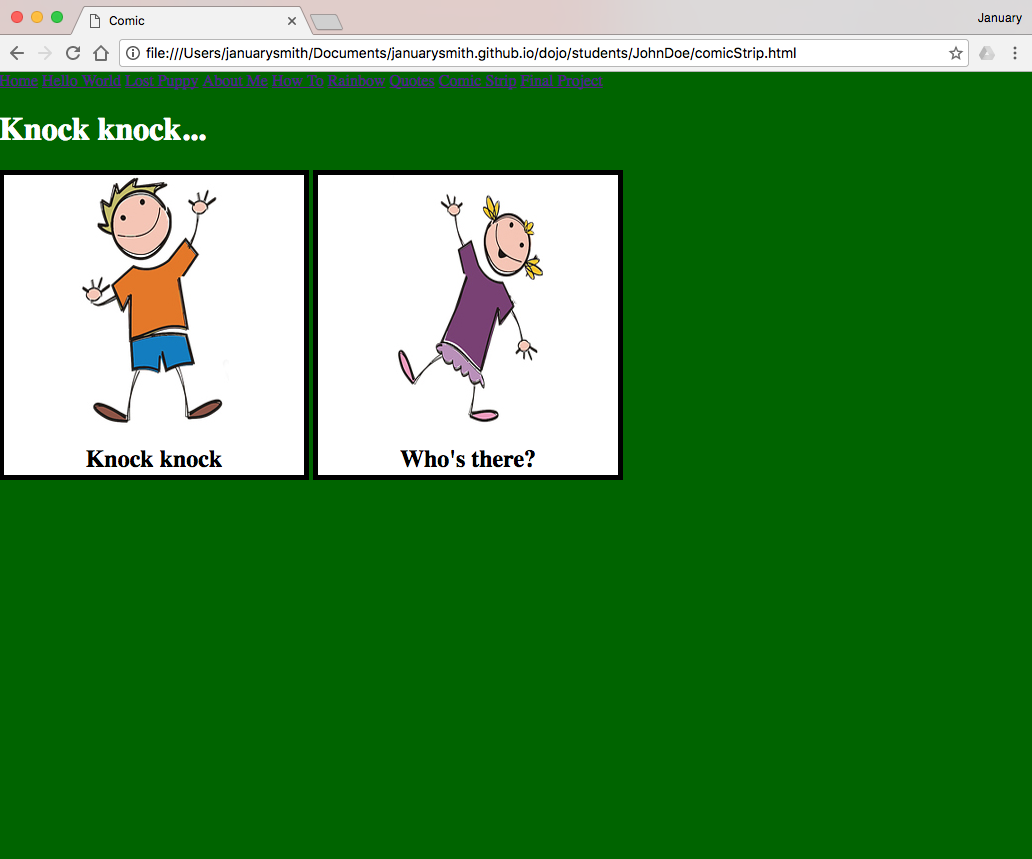 Comic
January
file:///Users/januarysmith/Documents/januarysmith.github.io/dojo/students/JohnDoe/comicStrip.html
Home Hello World Lost Puppy About Me How To Rainbow Quotes Comic Strip Final Project
Knock knock...
Knock knock
Who's there?